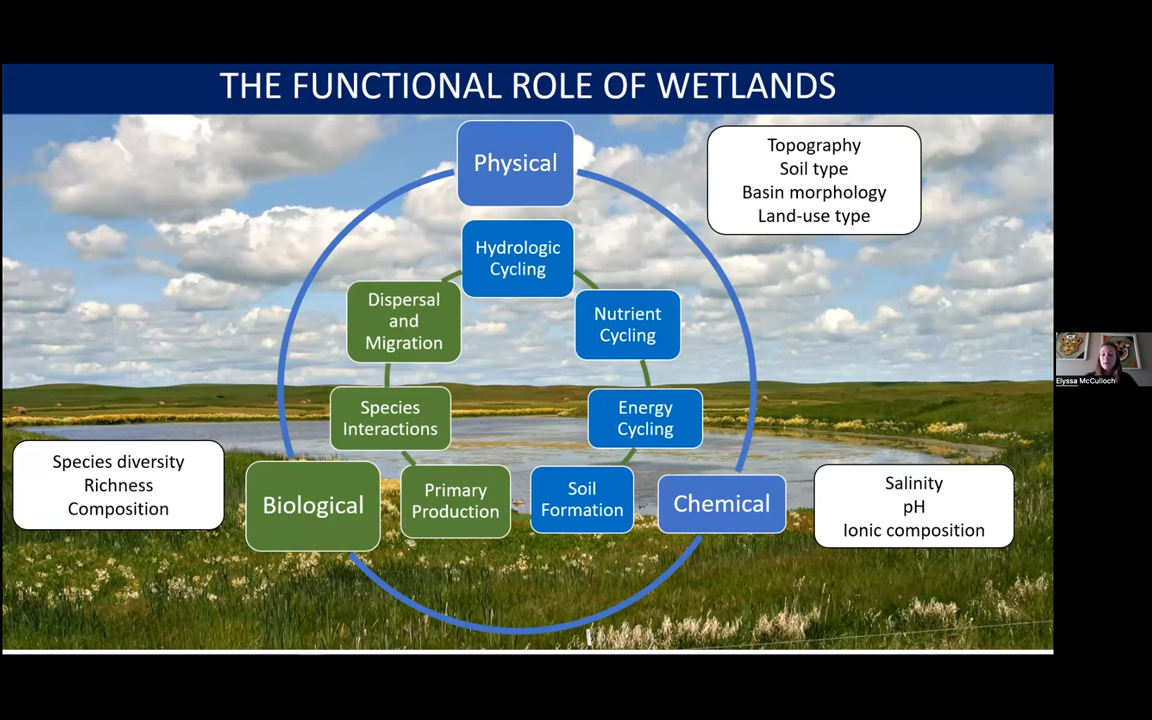 THE FUNCTIONAL ROLE OF WETLANDS
Physical
Topography
Soil type
Basin morphology
Land-use type
Hydrologic
Cycling
Dispersal
and
Migration
Nutrient
Cycling
Species
Interactions
Energy
Cycling
Species diversity
Richness
Composition
Biological
Primary
Production
Soil
Formation
Chemical
Salinity
pH
Ionic composition
Elyssa McCulloch